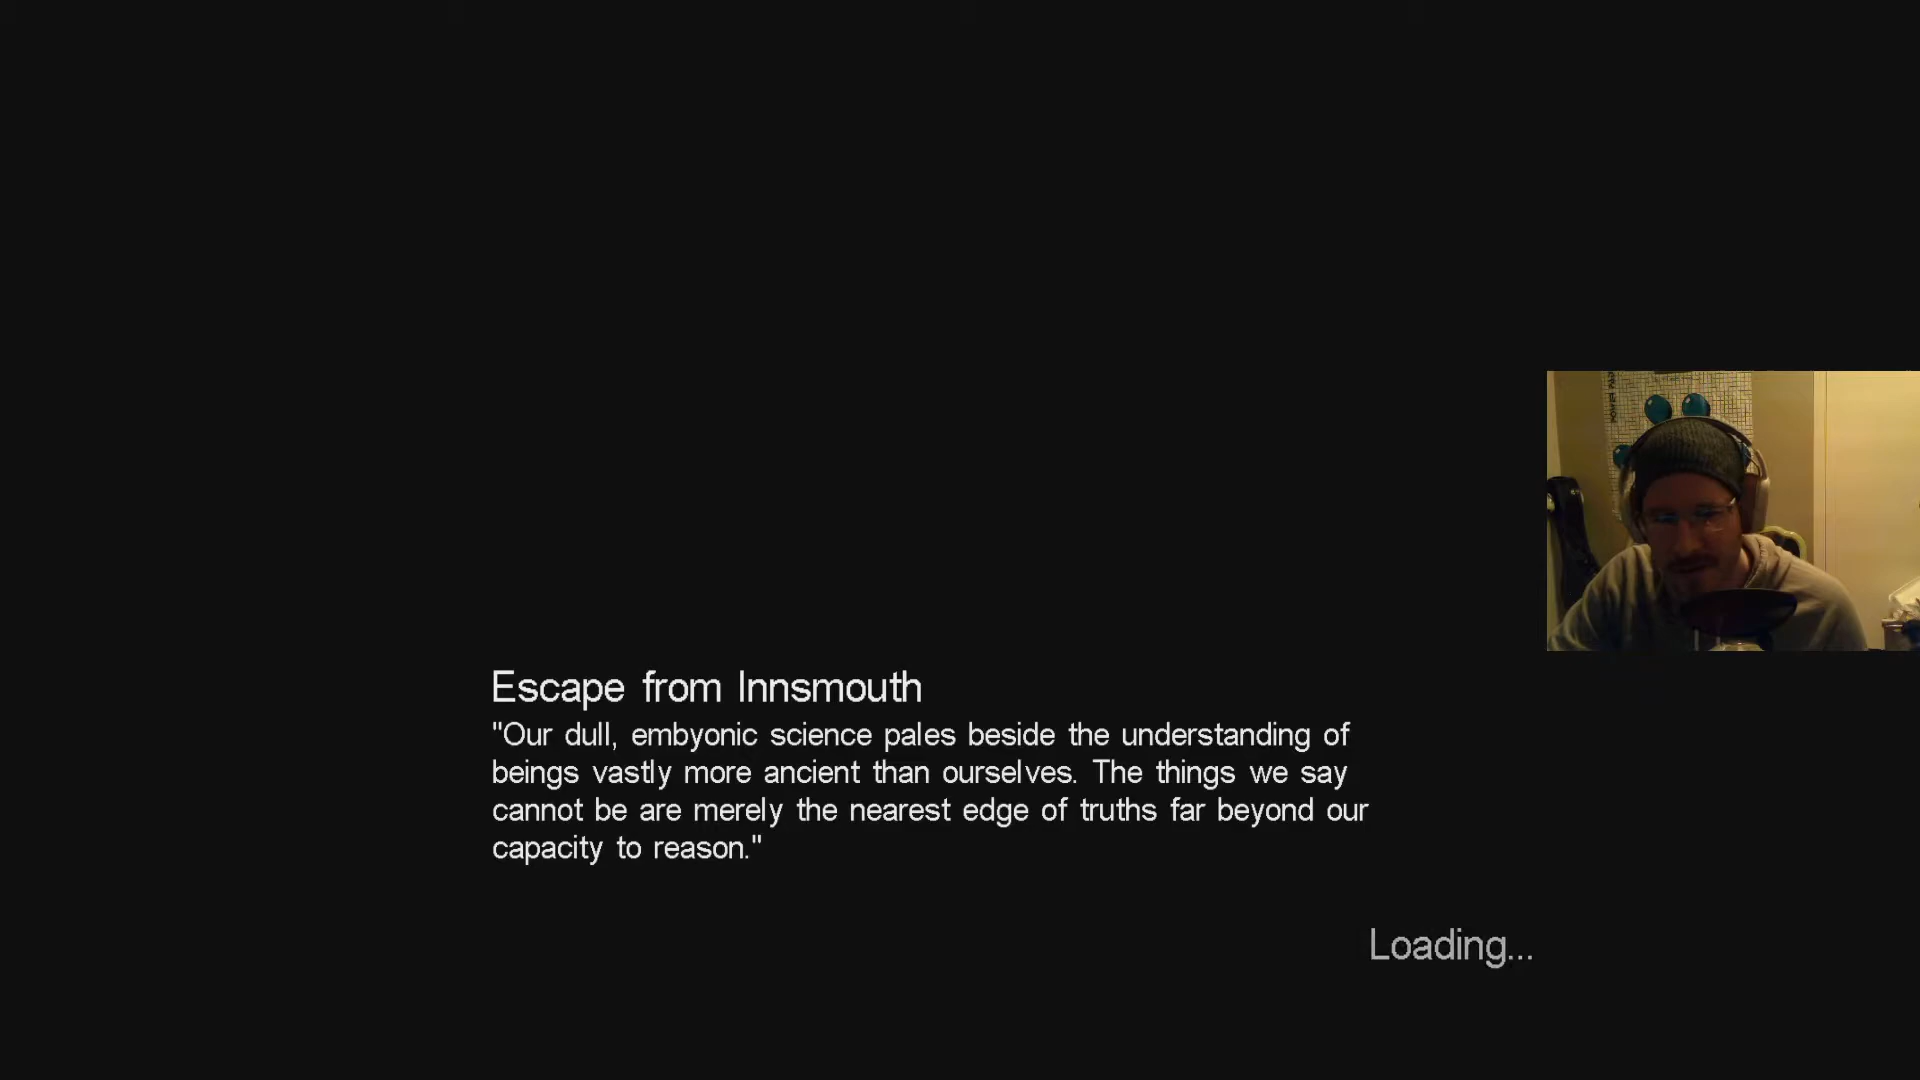 Escape from Innsmouth
"Our dull, embyonic science pales beside the understanding of
beings vastly more ancient than ourselves. The things we say
cannot be are merely the nearest edge of truths far beyond our
capacity to reason."
Loading...